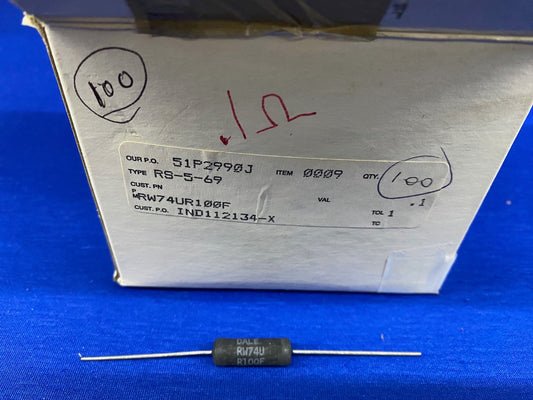 100
.1Ω
OUR P.O. 51P2990J
TYPE RS-5-69 ITEM 0009 QTY. 100
CUST. PN VAL .1
P
MRW74UR100F
CUST. P.O. IND112134-X TOL 1
TC
DALE
RW74U
R100F